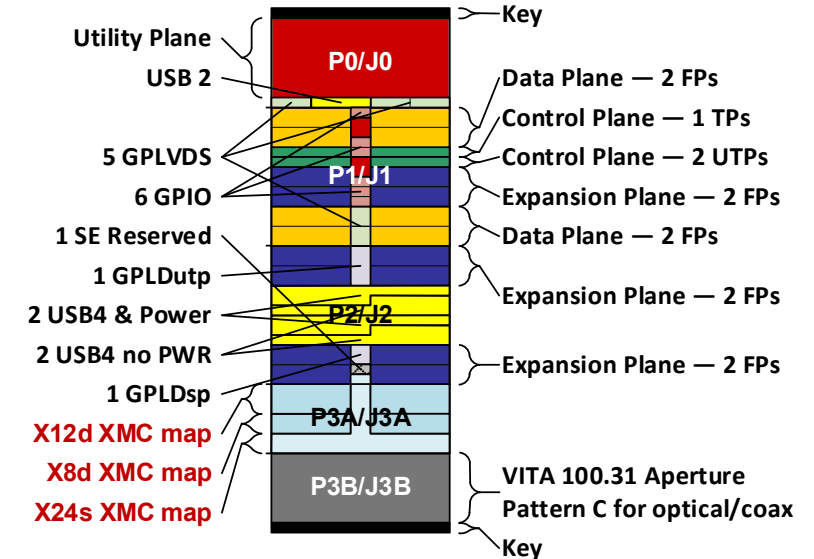 Key
Utility Plane
P0/J0
USB 2
Data Plane — 2 FPs
Control Plane — 1 TPs
5 GPLVDS
Control Plane — 2 UTPs
P1/J1
6 GPIO
Expansion Plane — 2 FPs
1 SE Reserved
Data Plane — 2 FPs
1 GPLDutp
Expansion Plane — 2 FPs
2 USB4 & Power
P2/J2
2 USB4 no PWR
Expansion Plane — 2 FPs
1 GPLDsp
P3A/J3A
X12d XMC map
X8d XMC map
P3B/J3B
VITA 100.31 Aperture
Pattern C for optical/coax
X24s XMC map
Key